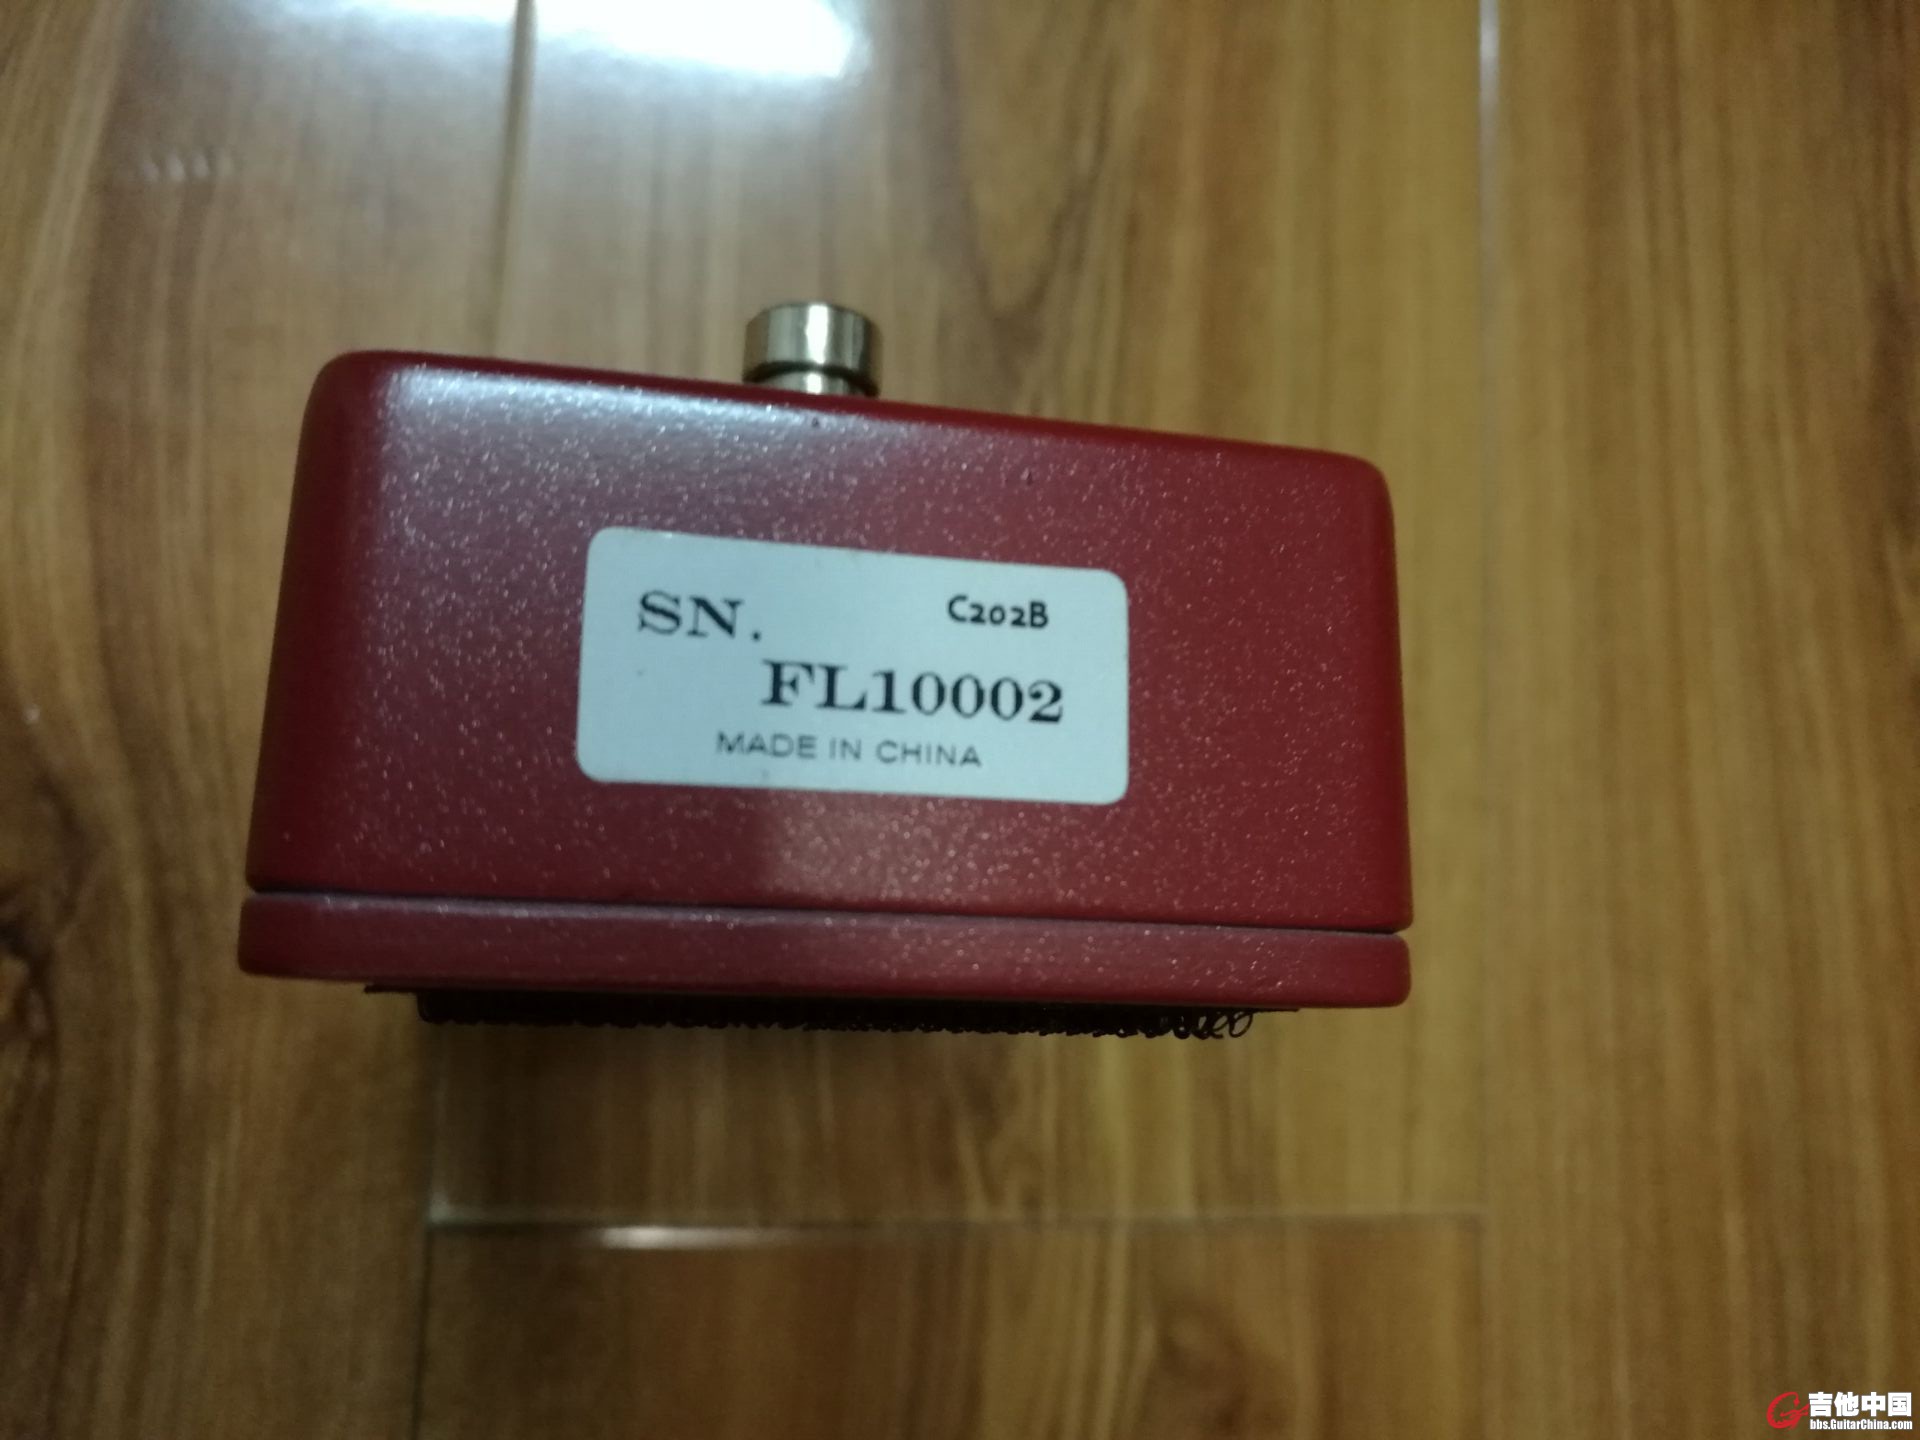 SN. C202B
FL10002
MADE IN CHINA
吉他中国
bbs.GuitarChina.com